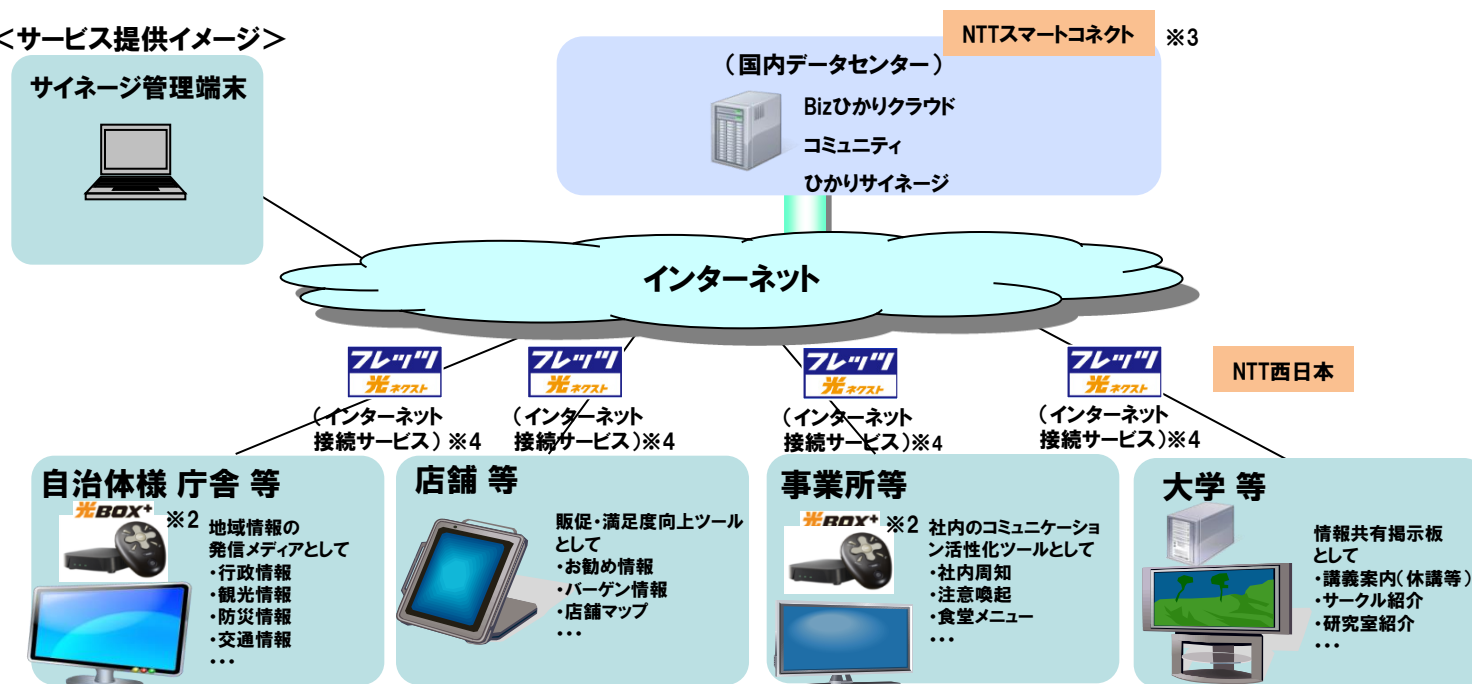 <サービス提供イメージ>
サイネージ管理端末
NTTスマートコネクト
※3
(国内データセンター)
Bizひかりクラウド
コミュニティ
ひかりサイネージ
インターネット
フレッツ
光ネクスト
(インターネット
接続サービス)※4
フレッツ
光ネクスト
(インターネット
接続サービス)※4
フレッツ
光ネクスト
(インターネット
接続サービス)※4
フレッツ
光ネクスト
(インターネット
接続サービス)※4
NTT西日本
自治体様 庁舎 等
光BOX+
※2
地域情報の
発信メディアとして
・行政情報
・観光情報
・防災情報
・交通情報
・・・
店舗 等
販促・満足度向上ツール
として
・お勧め情報
・バーゲン情報
・店舗マップ
・・・
事業所等
光BOX+
※2
社内のコミュニケーショ
ン活性化ツールとして
・社内周知
・注意喚起
・食堂メニュー
・・・
大学 等
情報共有掲示板
として
・講義案内(休講等)
・サークル紹介
・研究室紹介
・・・